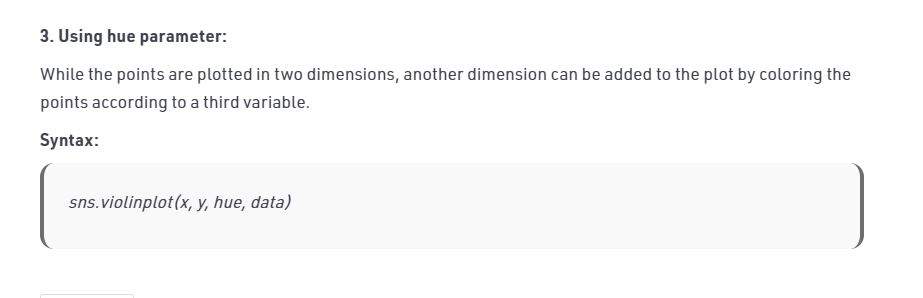 3. Using hue parameter:
While the points are plotted in two dimensions, another dimension can be added to the plot by coloring the
points according to a third variable.
Syntax:
sns.violinplot(x, y, hue, data)